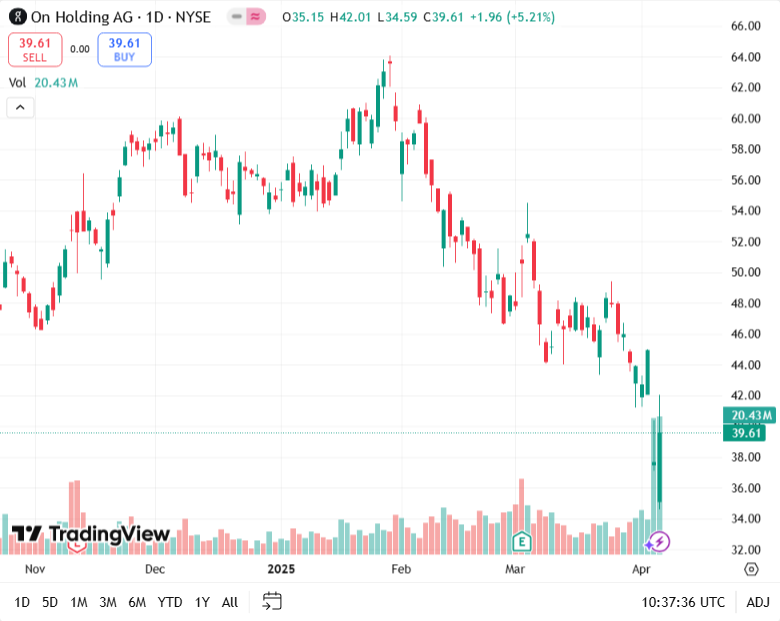 On Holding AG · 1D · NYSE O35.15 H42.01 L34.59 C39.61 +1.96 (+5.21%)
39.61 SELL
0.00
39.61 BUY
Vol 20.43M
66.00
64.00
62.00
60.00
58.00
56.00
54.00
52.00
50.00
48.00
46.00
44.00
42.00
20.43M
39.61
38.00
36.00
34.00
32.00
TradingView
E
Nov Dec 2025 Feb Mar Apr
1D 5D 1M 3M 6M YTD 1Y All 10:37:36 UTC ADJ